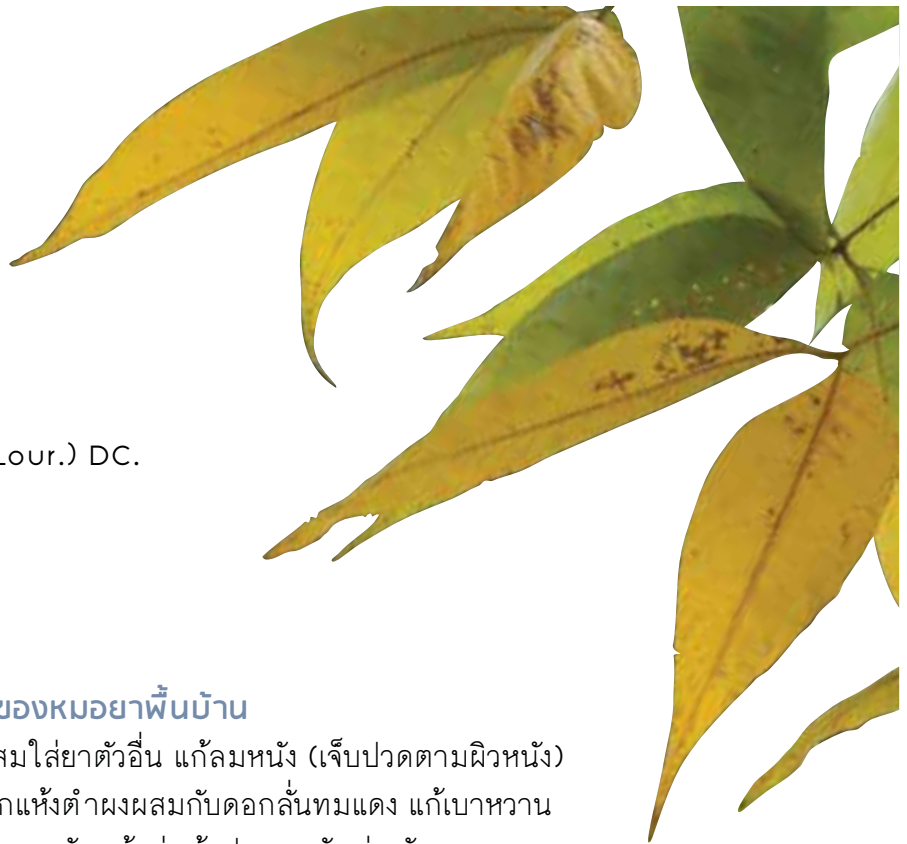 Lour.) DC.
ของหมอยาพื้นบ้าน
สมใส่ยาตัวอื่น แก้ลมหนัง (เจ็บปวดตามผิวหนัง)
กแห้งตำผงผสมกับดอกลั่นทมแดง แก้เบาหวาน